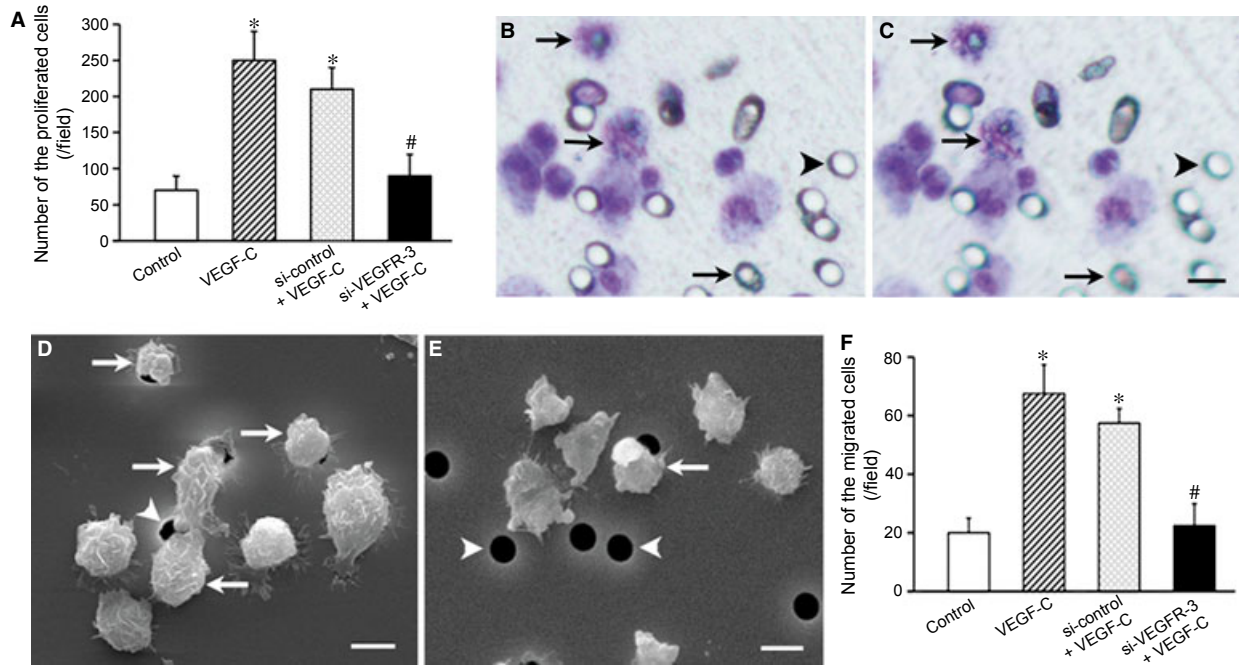 A
Number of the proliferated cells
(/field)
300
250
200
150
100
50
0
*
*
#
Control
VEGF-C
si-control
+ VEGF-C
si-VEGFR-3
+ VEGF-C
B
C
D
E
F
Number of the migrated cells
(/field)
80
60
40
20
0
*
*
#
Control
VEGF-C
si-control
+ VEGF-C
si-VEGFR-3
+ VEGF-C